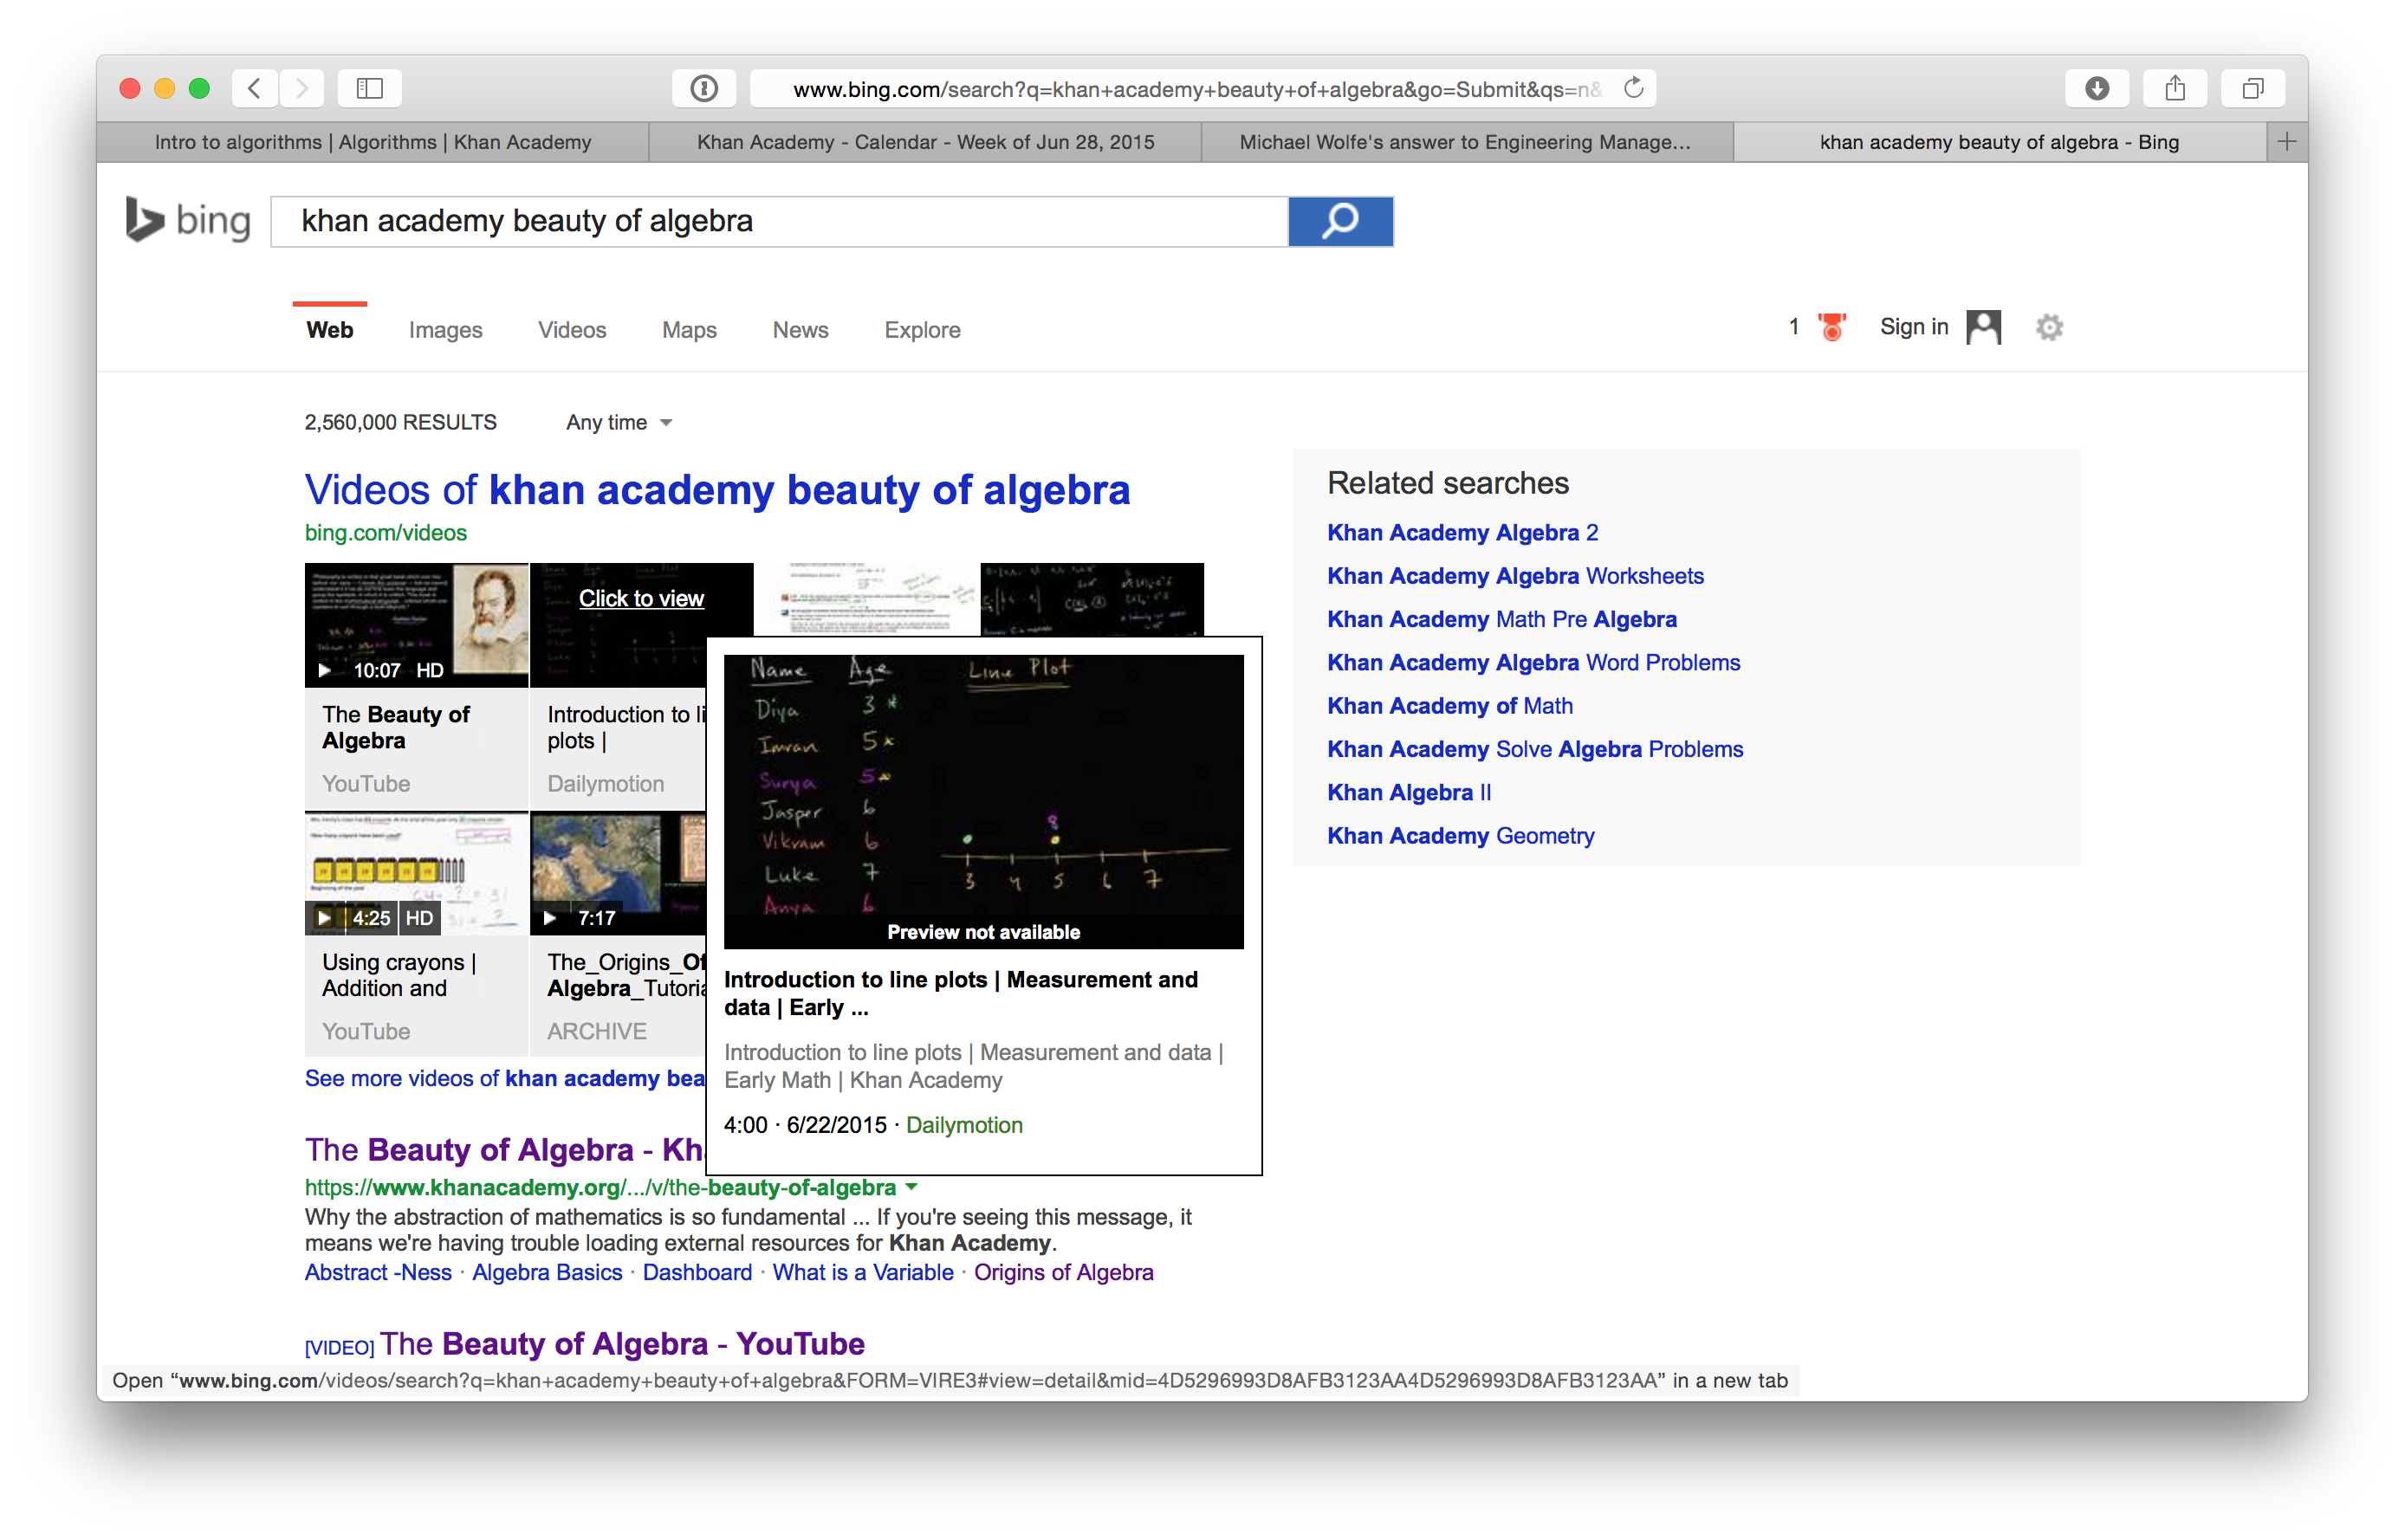 www.bing.com/search?q=khan+academy+beauty+of+algebra&go=Submit&qs=n&
Intro to algorithms | Algorithms | Khan Academy
Khan Academy - Calendar - Week of Jun 28, 2015
Michael Wolfe's answer to Engineering Manage...
khan academy beauty of algebra - Bing
bing
khan academy beauty of algebra
Web
Images
Videos
Maps
News
Explore
1
Sign in
2,560,000 RESULTS
Any time
Videos of khan academy beauty of algebra
bing.com/videos
10:07 HD
The Beauty of
Algebra
YouTube
Click to view
Introduction to li
plots |
Dailymotion
4:25 HD
Using crayons |
Addition and
YouTube
7:17
The_Origins_Of
Algebra_Tutoria
ARCHIVE
See more videos of khan academy bea
Name Age Line Plot
Diya 3
Imran 5
Surya 5
Jasper 6
Vikram 6
Luke 7
Anya 6
3 4 5 6 7
Preview not available
Introduction to line plots | Measurement and
data | Early ...
Introduction to line plots | Measurement and data |
Early Math | Khan Academy
4:00 · 6/22/2015 · Dailymotion
The Beauty of Algebra - Kh
https://www.khanacademy.org/.../v/the-beauty-of-algebra
Why the abstraction of mathematics is so fundamental ... If you're seeing this message, it
means we're having trouble loading external resources for Khan Academy.
Abstract -Ness · Algebra Basics · Dashboard · What is a Variable · Origins of Algebra
[VIDEO] The Beauty of Algebra - YouTube
Related searches
Khan Academy Algebra 2
Khan Academy Algebra Worksheets
Khan Academy Math Pre Algebra
Khan Academy Algebra Word Problems
Khan Academy of Math
Khan Academy Solve Algebra Problems
Khan Algebra II
Khan Academy Geometry
Open “www.bing.com/videos/search?q=khan+academy+beauty+of+algebra&FORM=VIRE3#view=detail&mid=4D5296993D8AFB3123AA4D5296993D8AFB3123AA” in a new tab